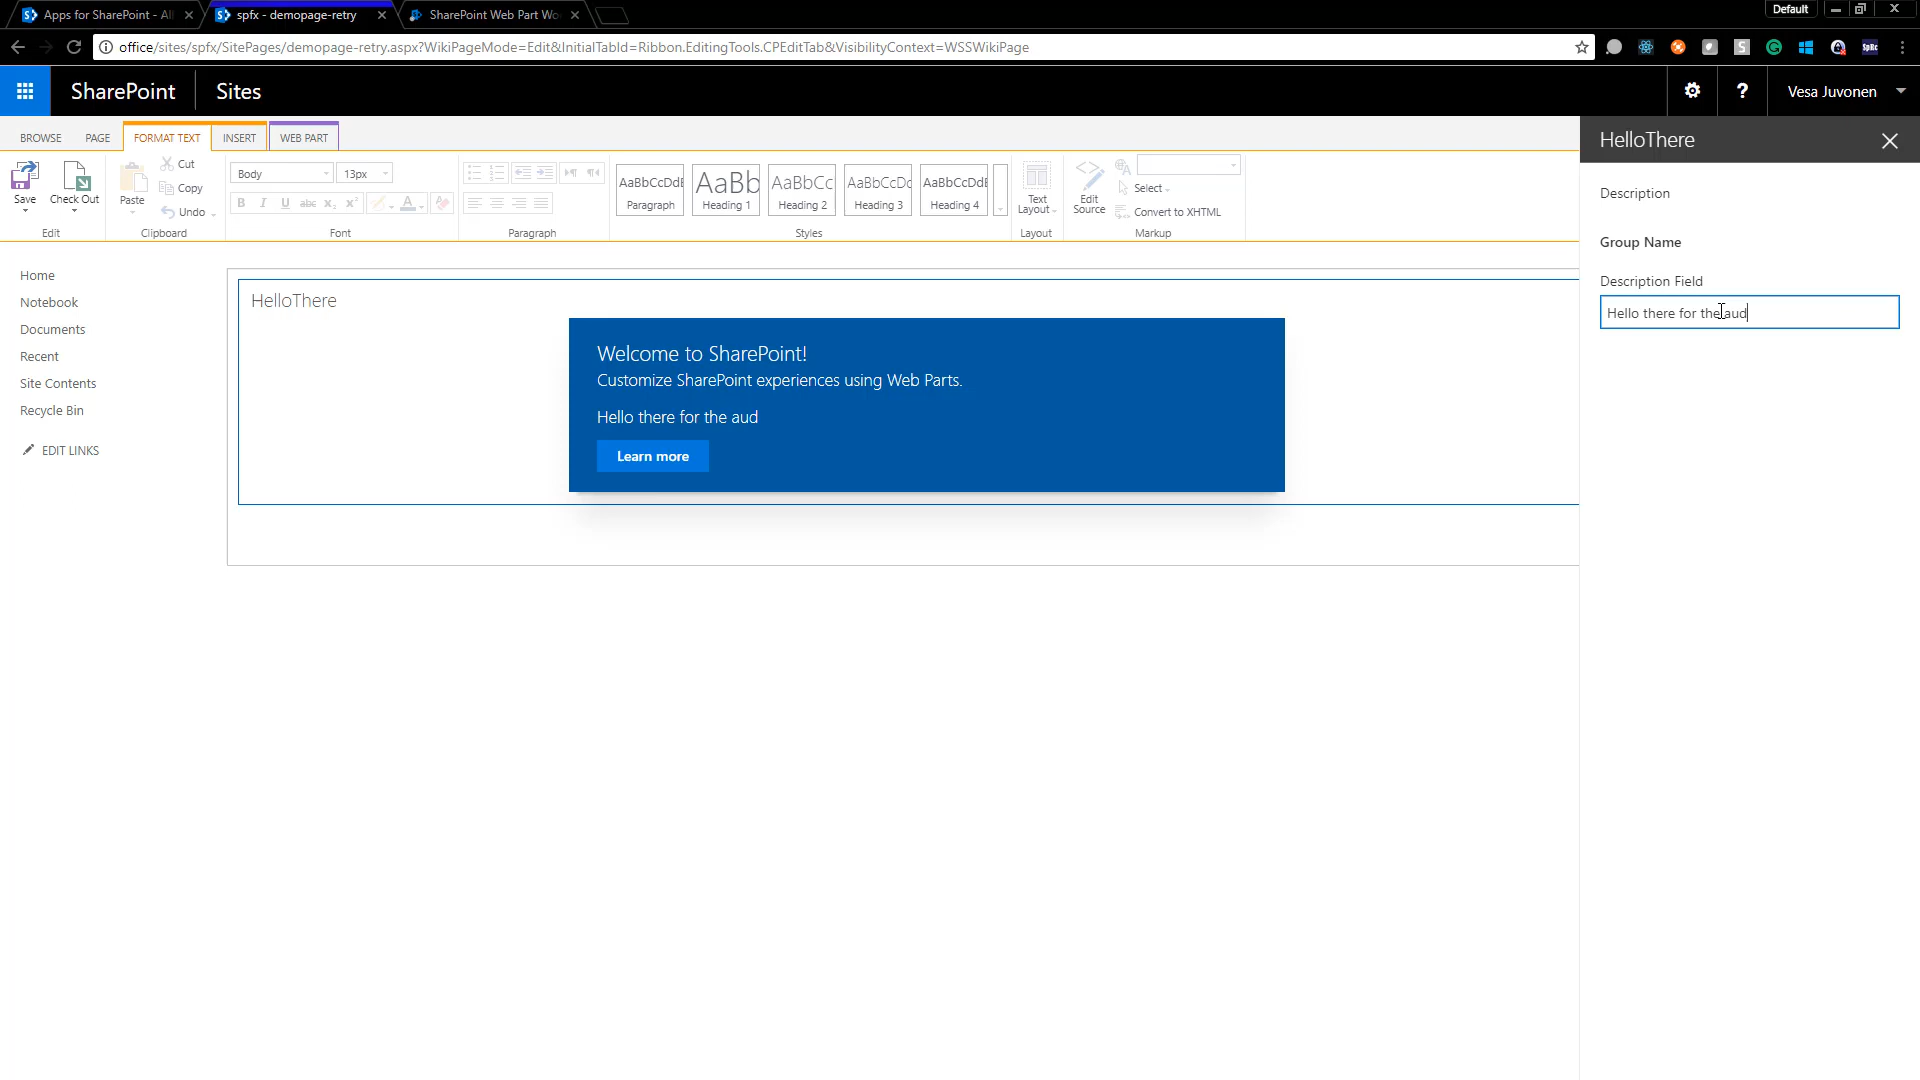 Apps for SharePoint - Al
spfx - demopage-retry
SharePoint Web Part Wo
Default
office/sites/spfx/SitePages/demopage-retry.aspx?WikiPageMode=Edit&InitialTabId=Ribbon.EditingTools.CPEditTab&VisibilityContext=WSSWikiPage
SharePoint
Sites
?
Vesa Juvonen
BROWSE
PAGE
FORMAT TEXT
INSERT
WEB PART
Save
Check Out
Edit
Paste
Cut
Copy
Undo
Clipboard
Body
13px
B I U abc x₂ x²
A
Font
Paragraph
AaBbCcDdE
Paragraph
AaBb
Heading 1
AaBbCc
Heading 2
AaBbCcDc
Heading 3
AaBbCcDdE
Heading 4
Styles
Text
Layout
Layout
Edit
Source
Select
Convert to XHTML
Markup
Home
Notebook
Documents
Recent
Site Contents
Recycle Bin
EDIT LINKS
HelloThere
Welcome to SharePoint!
Customize SharePoint experiences using Web Parts.
Hello there for the aud
Learn more
HelloThere
Description
Group Name
Description Field
Hello there for the aud